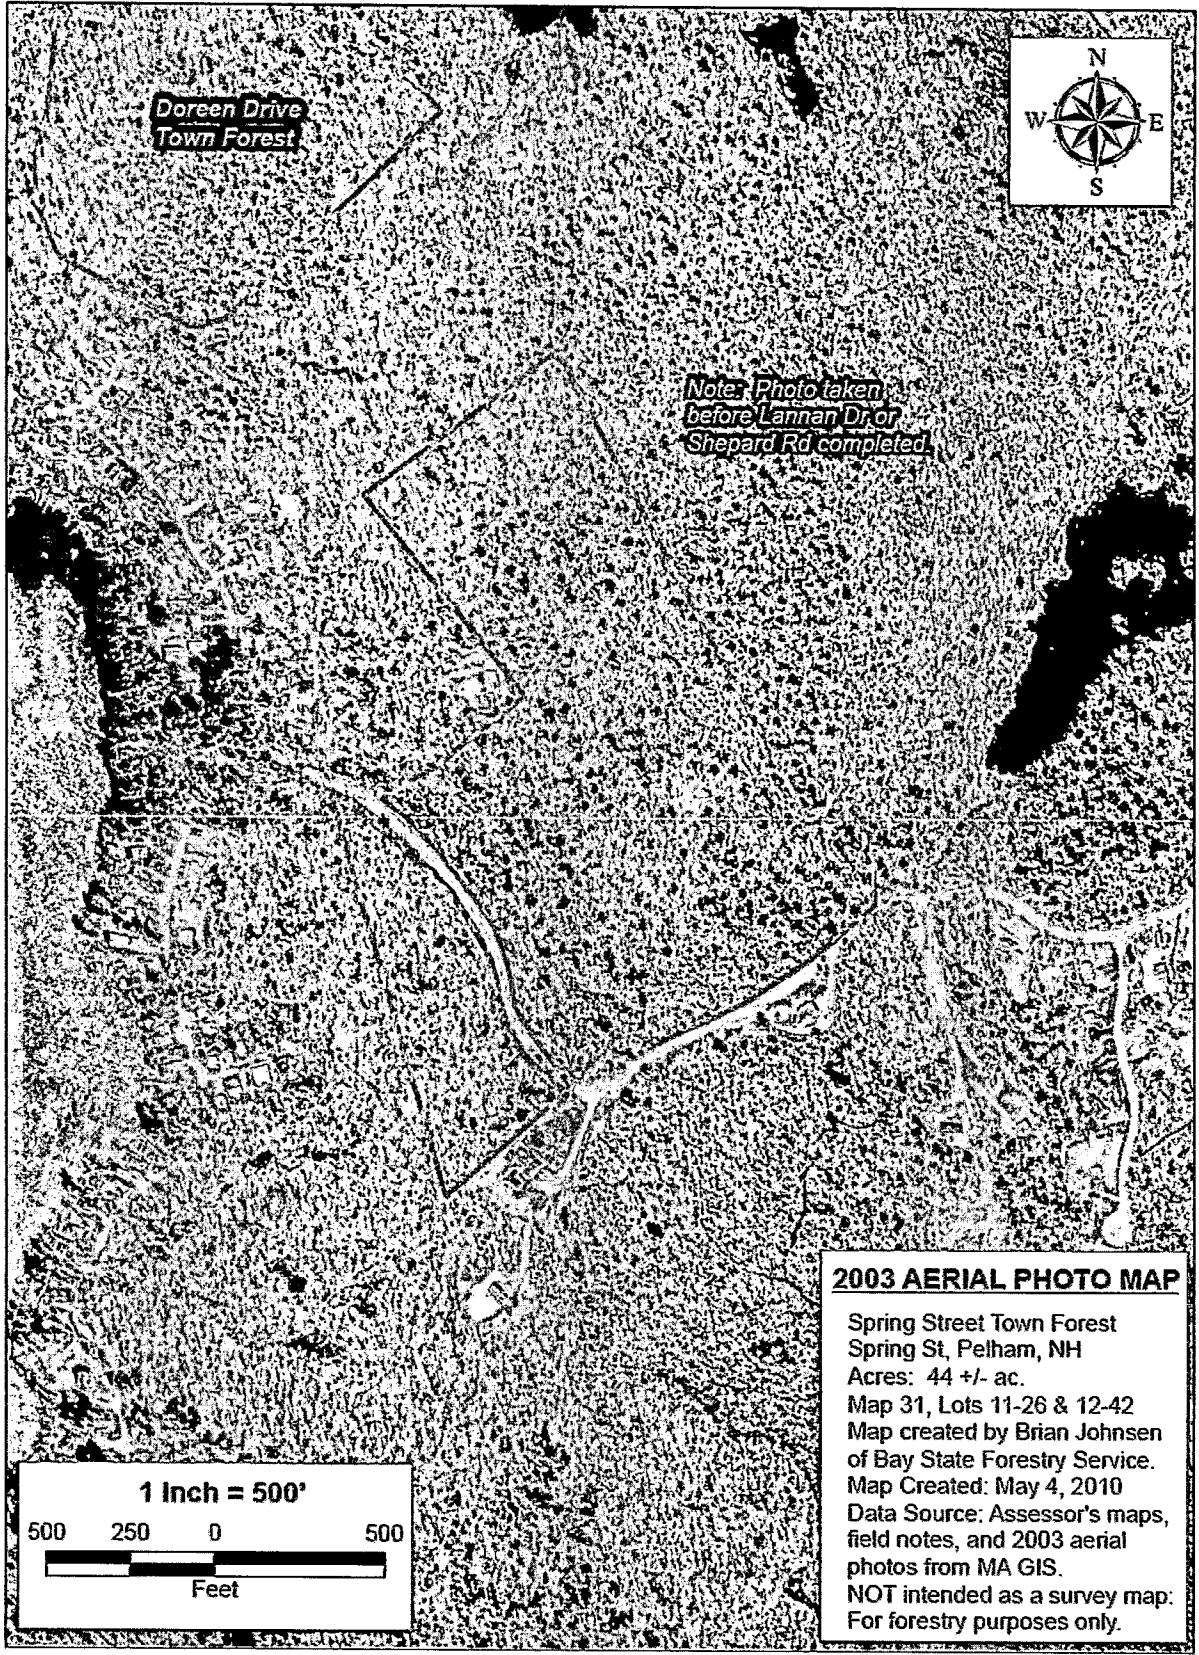 Doreen Drive
Town Forest
N
W E
S
Note: Photo taken
before Lannan Dr or
Shepard Rd completed.
2003 AERIAL PHOTO MAP
Spring Street Town Forest
Spring St, Pelham, NH
Acres: 44 +/- ac.
Map 31, Lots 11-26 & 12-42
Map created by Brian Johnsen
of Bay State Forestry Service.
Map Created: May 4, 2010
Data Source: Assessor's maps,
field notes, and 2003 aerial
photos from MA GIS.
NOT intended as a survey map:
For forestry purposes only.
1 Inch = 500'
500 250 0 500
Feet